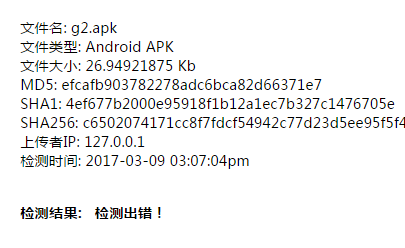 文件名: g2.apk
文件类型: Android APK
文件大小: 26.94921875 Kb
MD5: efcafb903782278adc6bca82d66371e7
SHA1: 4ef677b2000e95918f1b12a1ec7b327c1476705e
SHA256: c6502074171cc8f7fdcf54942c77d23d5ee95f5f4
上传者IP: 127.0.0.1
检测时间: 2017-03-09 03:07:04pm
检测结果: 检测出错！